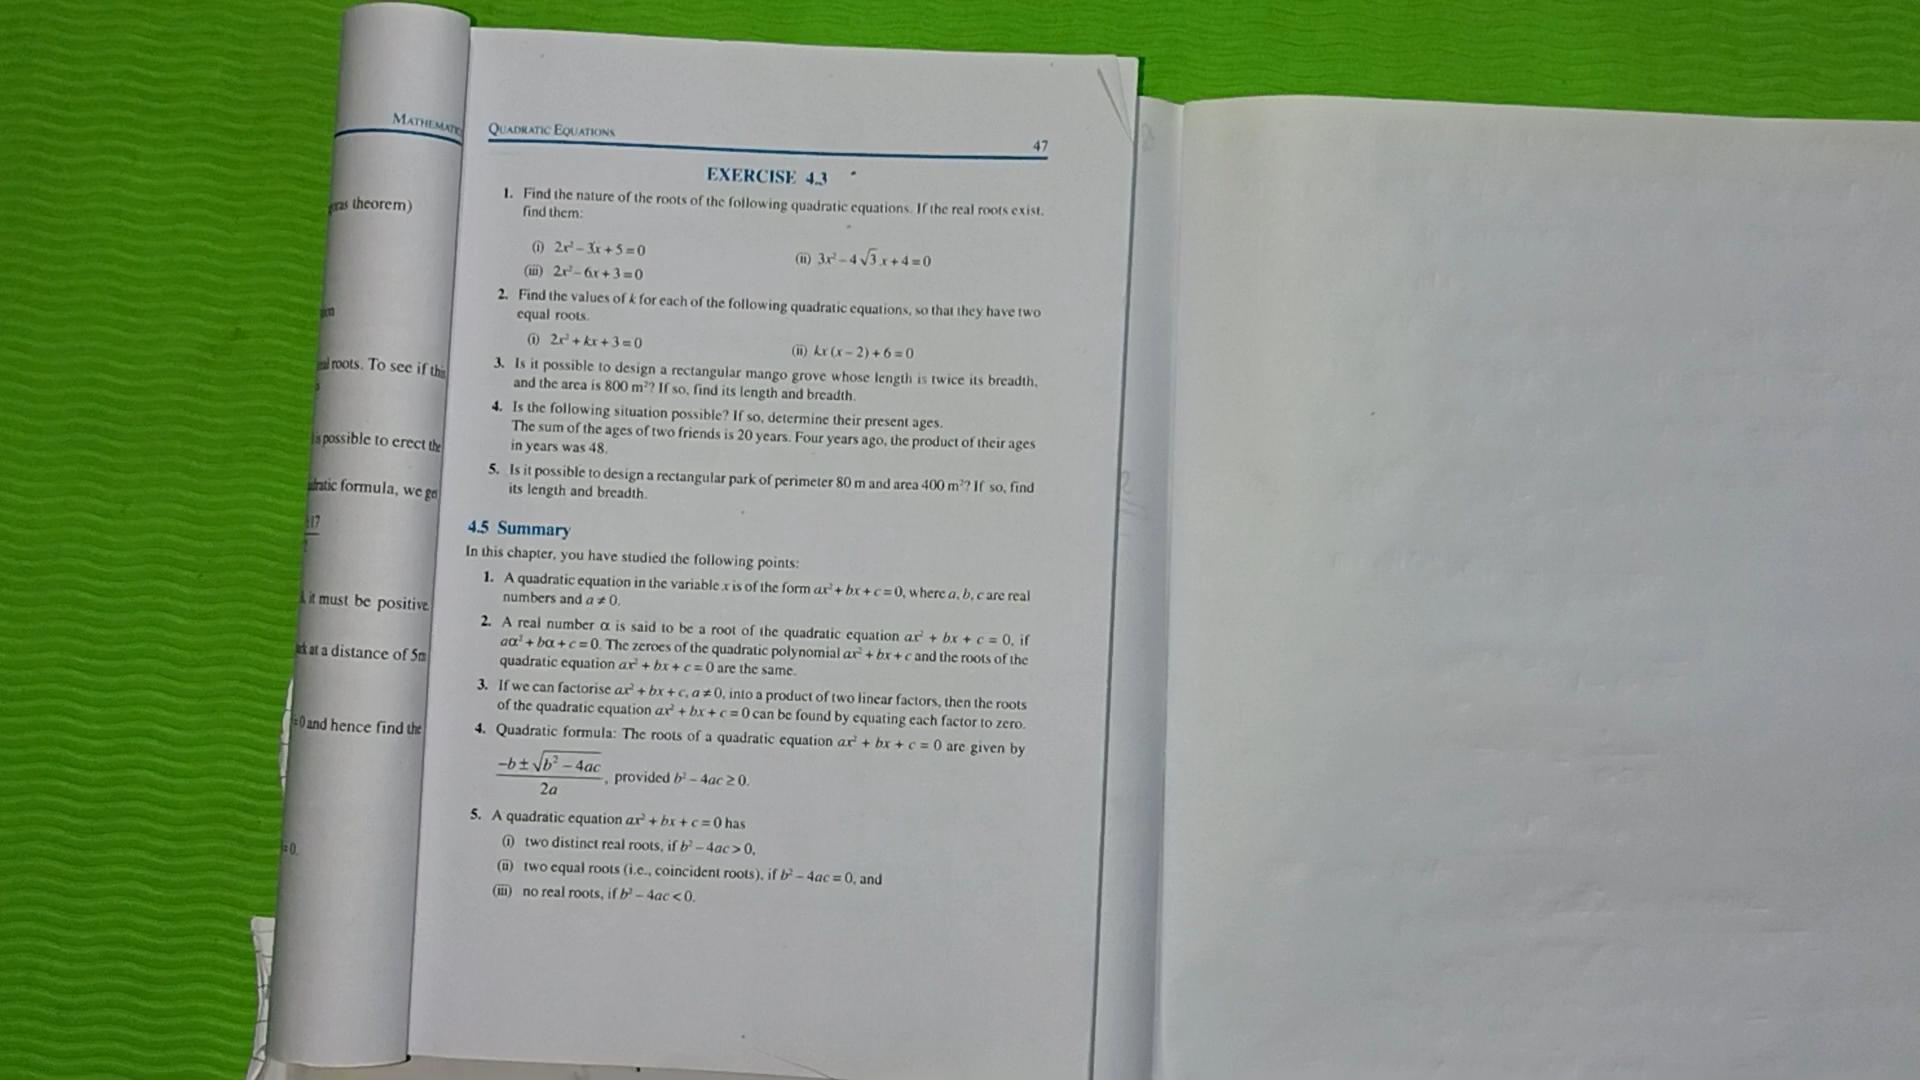 MATHEMATIC
theorem)
roots. To see if this
possible to erect the
formula, we get
17
it must be positive
at a distance of 5m
=0 and hence find the
=0.
QUADRATIC EQUATIONS
47
EXERCISE 4.3
1. Find the nature of the roots of the following quadratic equations. If the real roots exist,
find them:
(i) 2x² – 3x + 5 = 0
(ii) 3x² – 4√3 x + 4 = 0
(iii) 2x² – 6x + 3 = 0
2. Find the values of k for each of the following quadratic equations, so that they have two
equal roots.
(i) 2x² + kx + 3 = 0
(ii) kx (x – 2) + 6 = 0
3. Is it possible to design a rectangular mango grove whose length is twice its breadth,
and the area is 800 m²? If so, find its length and breadth.
4. Is the following situation possible? If so, determine their present ages.
The sum of the ages of two friends is 20 years. Four years ago, the product of their ages
in years was 48.
5. Is it possible to design a rectangular park of perimeter 80 m and area 400 m²? If so, find
its length and breadth.
4.5 Summary
In this chapter, you have studied the following points:
1. A quadratic equation in the variable x is of the form ax² + bx + c = 0, where a, b, c are real
numbers and a ≠ 0.
2. A real number α is said to be a root of the quadratic equation ax² + bx + c = 0, if
aα² + bα + c = 0. The zeroes of the quadratic polynomial ax² + bx + c and the roots of the
quadratic equation ax² + bx + c = 0 are the same.
3. If we can factorise ax² + bx + c, a ≠ 0, into a product of two linear factors, then the roots
of the quadratic equation ax² + bx + c = 0 can be found by equating each factor to zero.
4. Quadratic formula: The roots of a quadratic equation ax² + bx + c = 0 are given by
–b ± √b² – 4ac
2a
, provided b² – 4ac ≥ 0.
5. A quadratic equation ax² + bx + c = 0 has
(i) two distinct real roots, if b² – 4ac > 0,
(ii) two equal roots (i.e., coincident roots), if b² – 4ac = 0, and
(iii) no real roots, if b² – 4ac < 0.